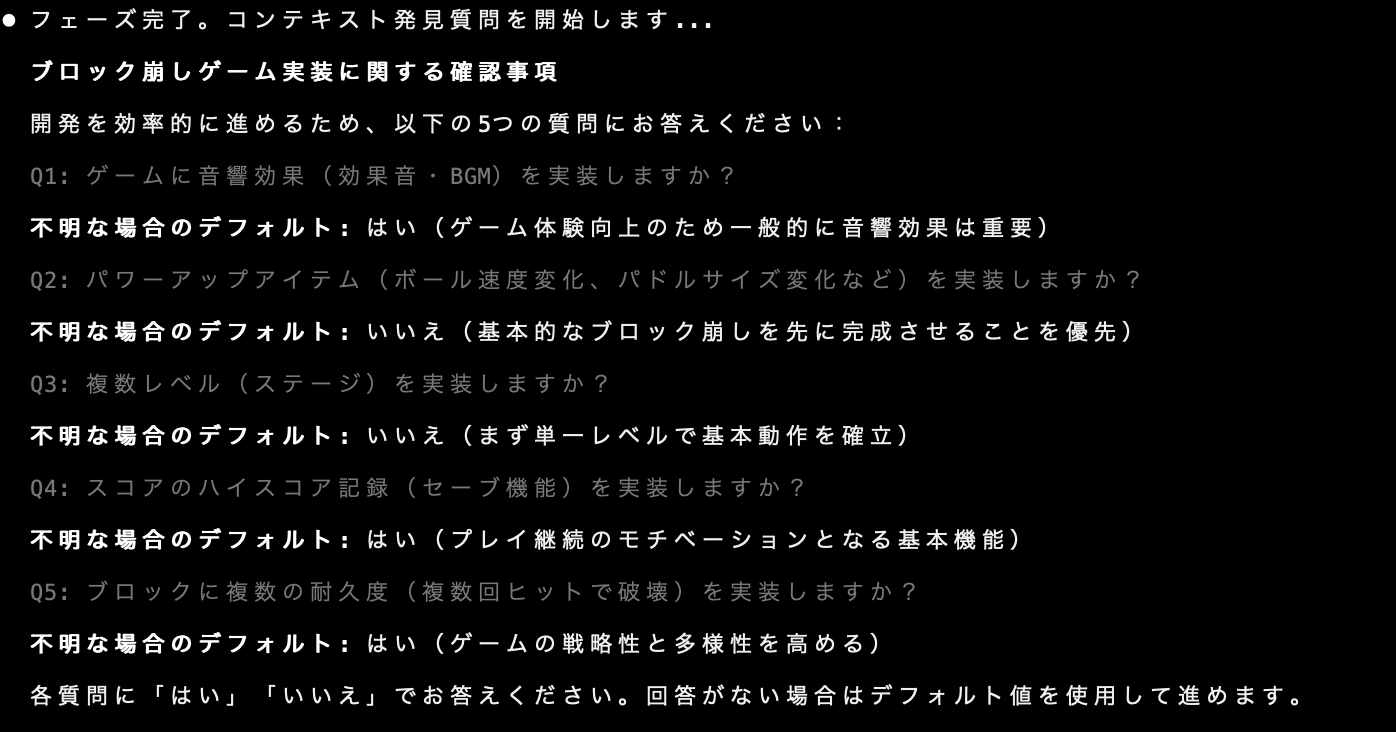 ● フェーズ完了。コンテキスト発見質問を開始します...
ブロック崩しゲーム実装に関する確認事項
開発を効率的に進めるため、以下の5つの質問にお答えください：
Q1: ゲームに音響効果（効果音・BGM）を実装しますか？
不明な場合のデフォルト: はい（ゲーム体験向上のため一般的に音響効果は重要）
Q2: パワーアップアイテム（ボール速度変化、パドルサイズ変化など）を実装しますか？
不明な場合のデフォルト: いいえ（基本的なブロック崩しを先に完成させることを優先）
Q3: 複数レベル（ステージ）を実装しますか？
不明な場合のデフォルト: いいえ（まず単一レベルで基本動作を確立）
Q4: スコアのハイスコア記録（セーブ機能）を実装しますか？
不明な場合のデフォルト: はい（プレイ継続のモチベーションとなる基本機能）
Q5: ブロックに複数の耐久度（複数回ヒットで破壊）を実装しますか？
不明な場合のデフォルト: はい（ゲームの戦略性と多様性を高める）
各質問に「はい」「いいえ」でお答えください。回答がない場合はデフォルト値を使用して進めます。